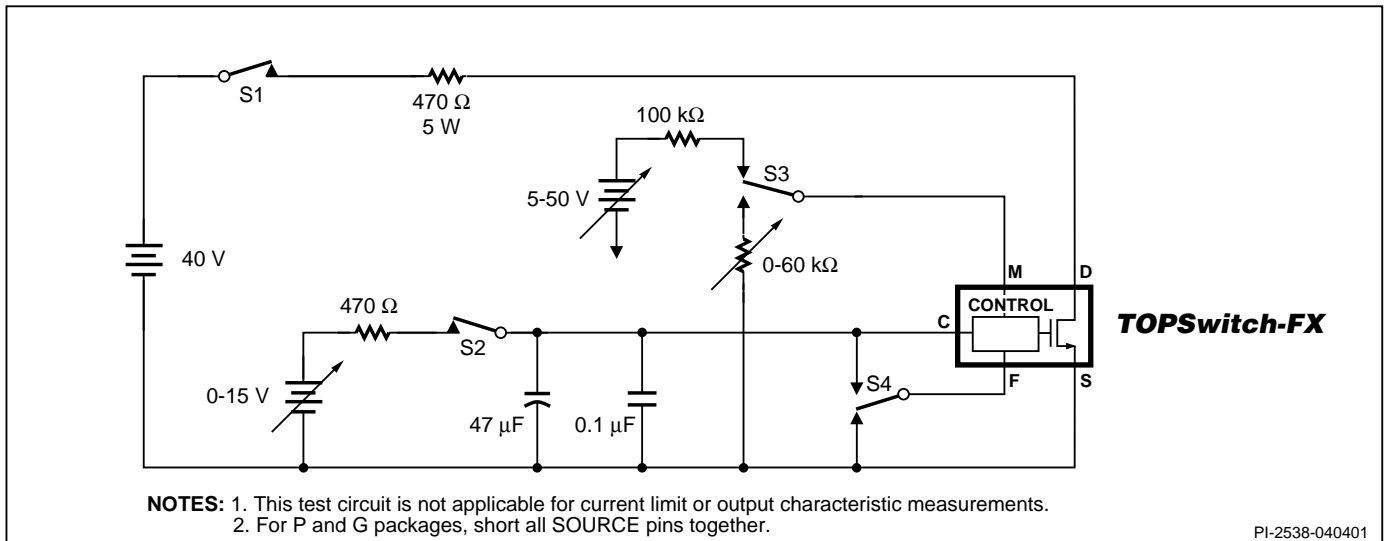 S1
470 Ω
5 W
100 kΩ
S3
5-50 V
40 V
0-60 kΩ
M
D
470 Ω
CONTROL
C
TOPSwitch-FX
S2
F
S
S4
0-15 V
47 µF
0.1 µF
NOTES: 1. This test circuit is not applicable for current limit or output characteristic measurements.
2. For P and G packages, short all SOURCE pins together.
PI-2538-040401